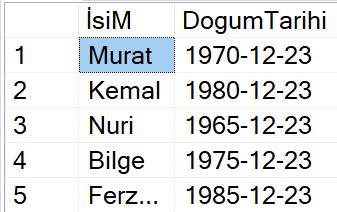 İsiM DogumTarihi
1 Murat 1970-12-23
2 Kemal 1980-12-23
3 Nuri 1965-12-23
4 Bilge 1975-12-23
5 Ferz... 1985-12-23